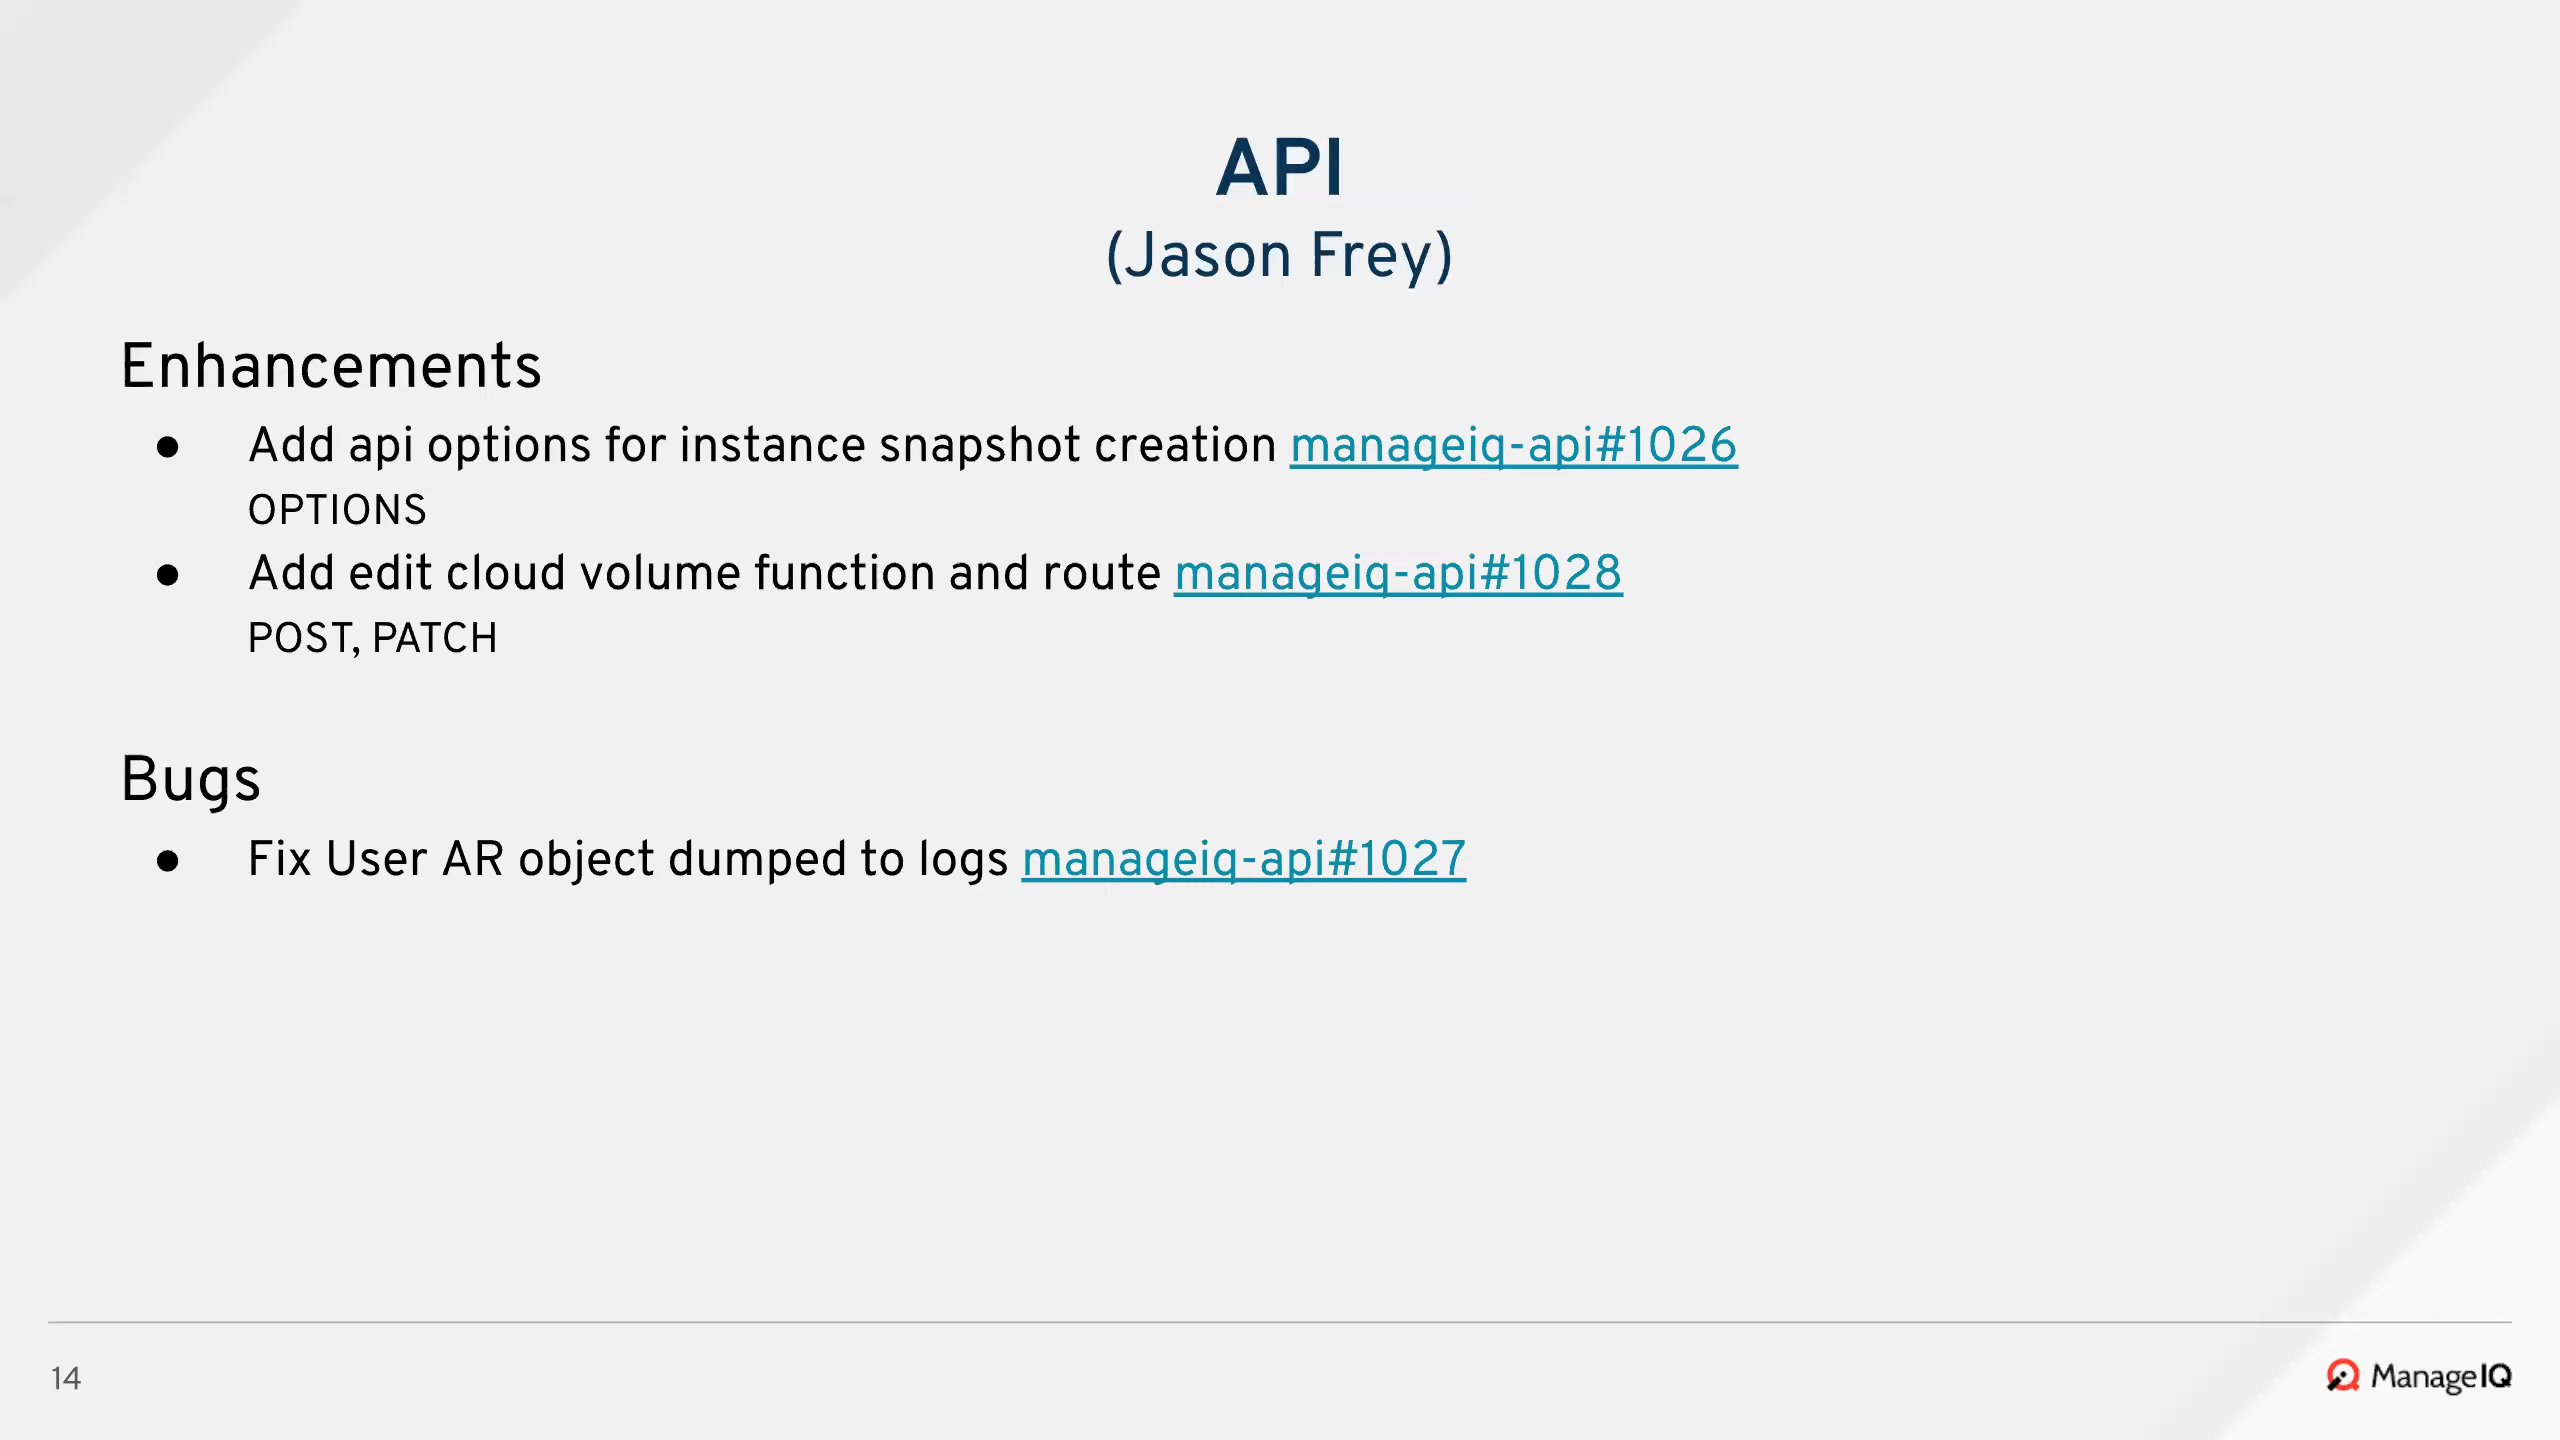 API
(Jason Frey)
Enhancements
● Add api options for instance snapshot creation manageiq-api#1026
OPTIONS
● Add edit cloud volume function and route manageiq-api#1028
POST, PATCH
Bugs
● Fix User AR object dumped to logs manageiq-api#1027
14
ManageIQ